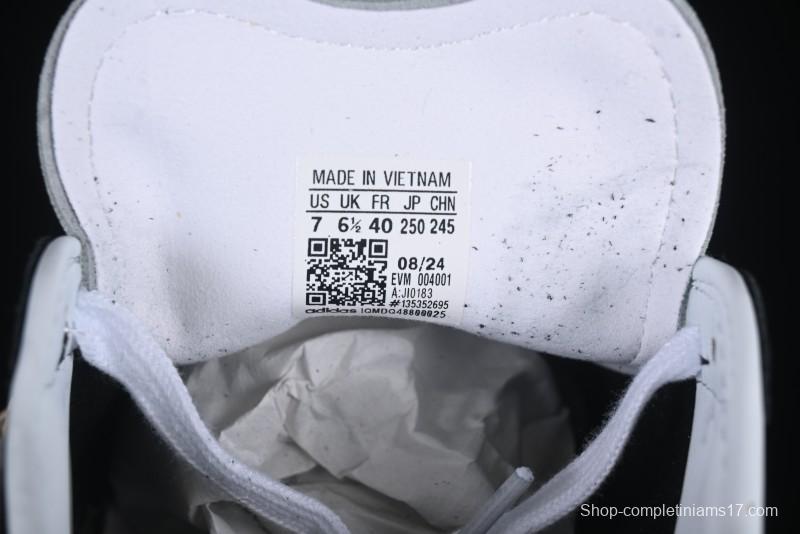 MADE IN VIETNAM
US UK FR JP CHN
7 6½ 40 250 245
08/24
EVM 004001
A:JI0183
#135352695
adidas IQMDQ48800025
Shop-completiniams17.com